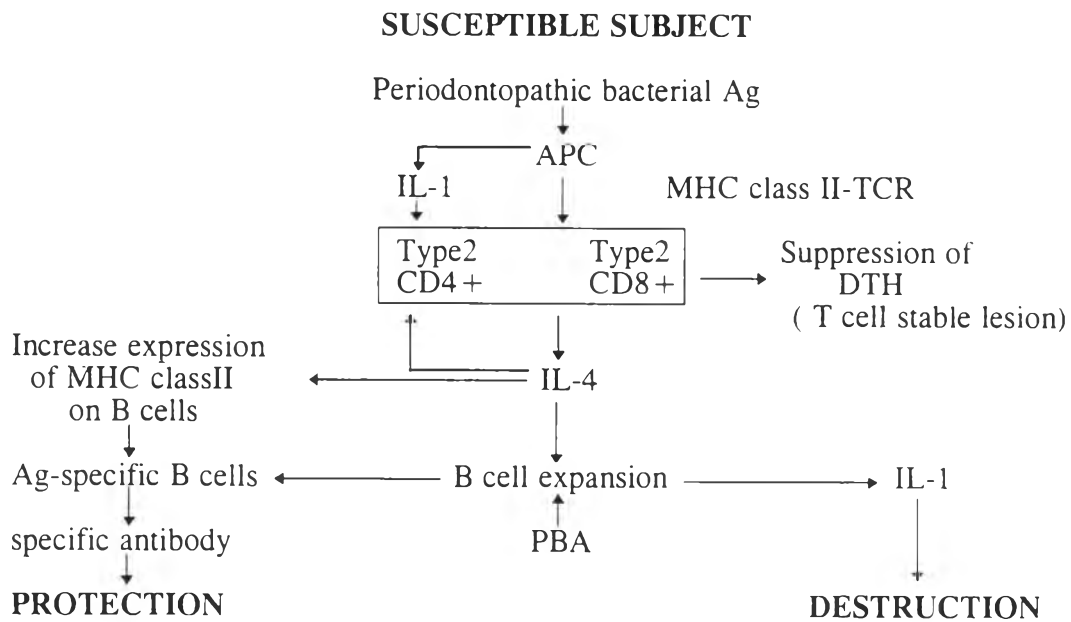 SUSCEPTIBLE SUBJECT
Periodontopathic bacterial Ag
APC
IL-1
MHC class II-TCR
Type2 Type2
CD4+ CD8+
Suppression of
DTH
( T cell stable lesion)
Increase expression
of MHC classII
on B cells
IL-4
Ag-specific B cells
B cell expansion
IL-1
specific antibody
PBA
PROTECTION
DESTRUCTION